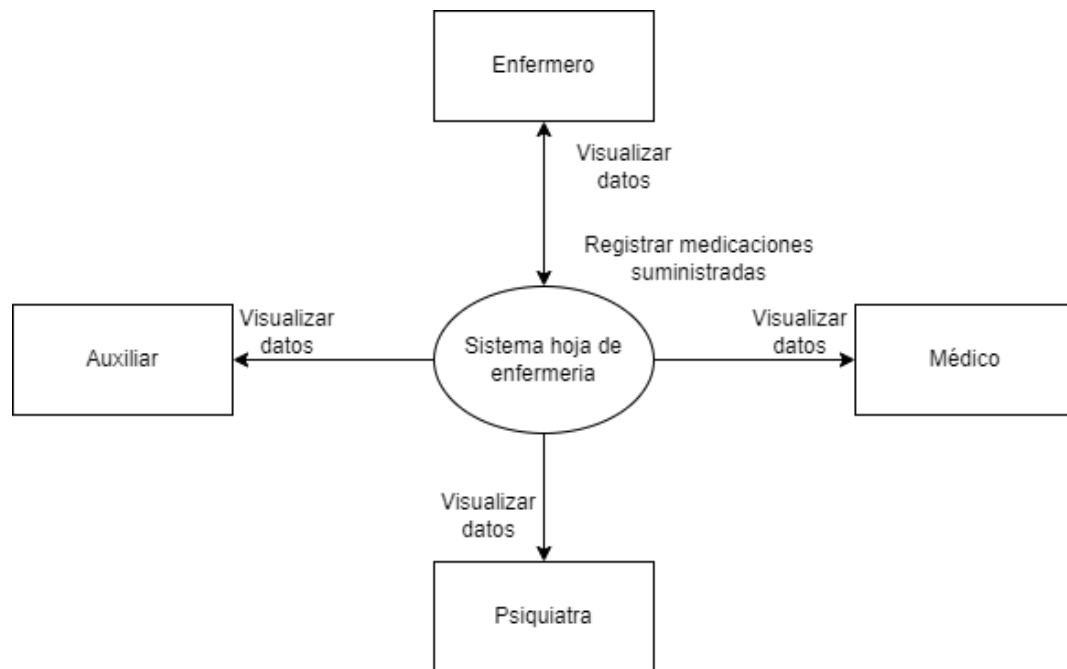 Enfermero
Visualizar
datos
Registrar medicaciones
suministradas
Visualizar
datos
Visualizar
datos
Auxiliar
Sistema hoja de
enfermeria
Médico
Visualizar
datos
Psiquiatra